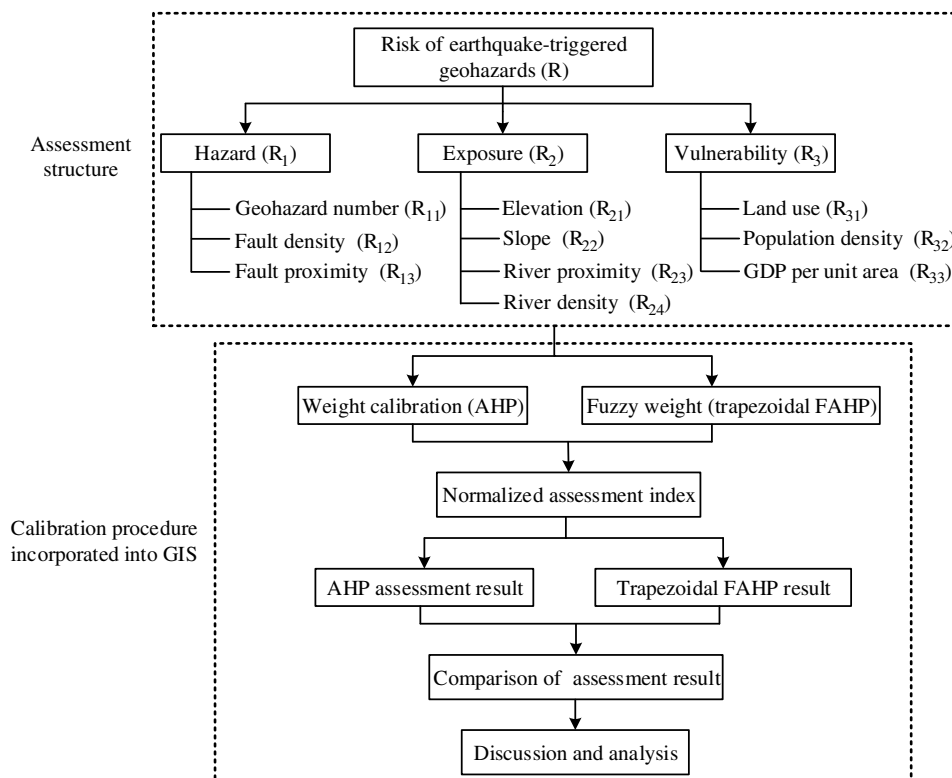 Risk of earthquake-triggered
geohazards (R)
Assessment
structure
Hazard (R₁)
Exposure (R₂)
Vulnerability (R₃)
Geohazard number (R₁₁)
Fault density (R₁₂)
Fault proximity (R₁₃)
Elevation (R₂₁)
Slope (R₂₂)
River proximity (R₂₃)
River density (R₂₄)
Land use (R₃₁)
Population density (R₃₂)
GDP per unit area (R₃₃)
Calibration procedure
incorporated into GIS
Weight calibration (AHP)
Fuzzy weight (trapezoidal FAHP)
Normalized assessment index
AHP assessment result
Trapezoidal FAHP result
Comparison of assessment result
Discussion and analysis